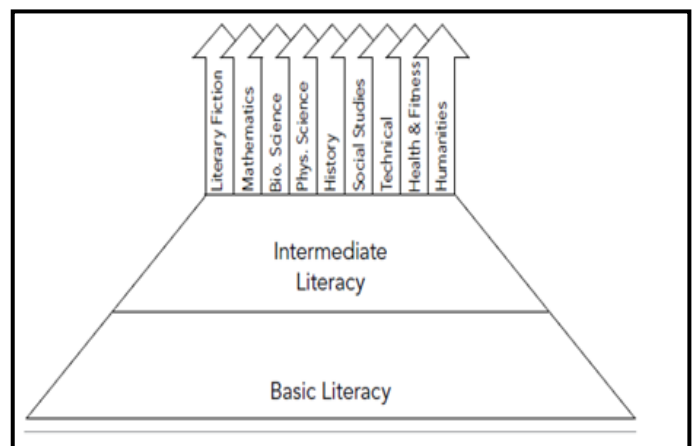 Literary Fiction
Mathematics
Bio. Science
Phys. Science
History
Social Studies
Technical
Health & Fitness
Humanities
Intermediate
Literacy
Basic Literacy